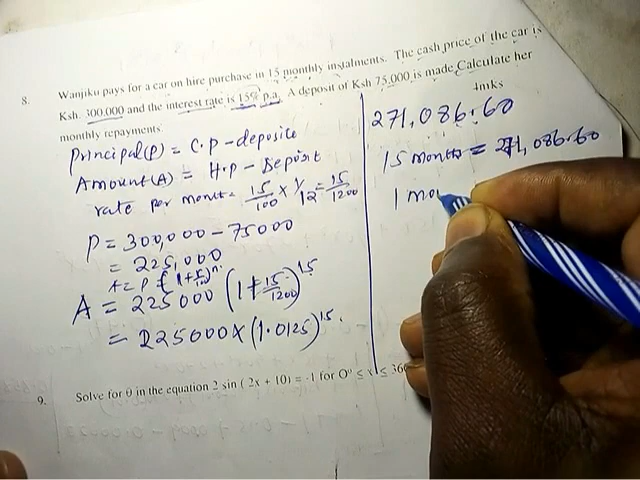 8. Wanjiku pays for a car on hire purchase in 15 monthly instalments. The cash price of the car is
Ksh. 300,000 and the interest rate is 15% p.a. A deposit of Ksh 75,000 is made. Calculate her
monthly repayments. 4mks
Principal(P) = C.p - deposite
Amount(A) = H.p - Deposit
rate per month = 15/100 x 1/12 = 15/1200
P = 300,000 - 75000
= 225,000
A = P (1+r/100)^n
A = 225000 (1+15/1200)^15
= 225000 x (1.0125)^15.
271,086.60
15 months = 271,086.60
1 mo
9. Solve for θ in the equation 2 sin ( 2x + 10) = -1 for O° ≤ x ≤ 360